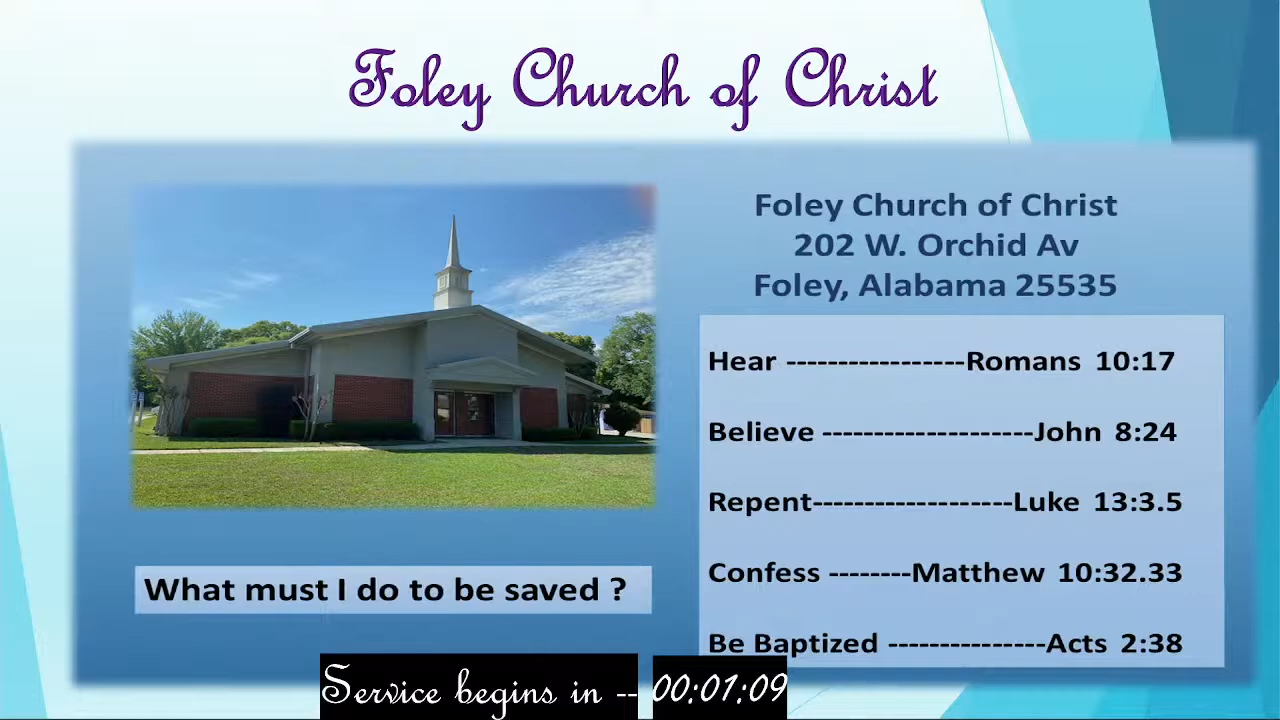 Foley Church of Christ
Foley Church of Christ
202 W. Orchid Av
Foley, Alabama 25535
Hear -----------------Romans 10:17
Believe --------------------John 8:24
Repent-------------------Luke 13:3.5
Confess --------Matthew 10:32.33
Be Baptized ---------------Acts 2:38
What must I do to be saved ?
Service begins in -- 00:01:09